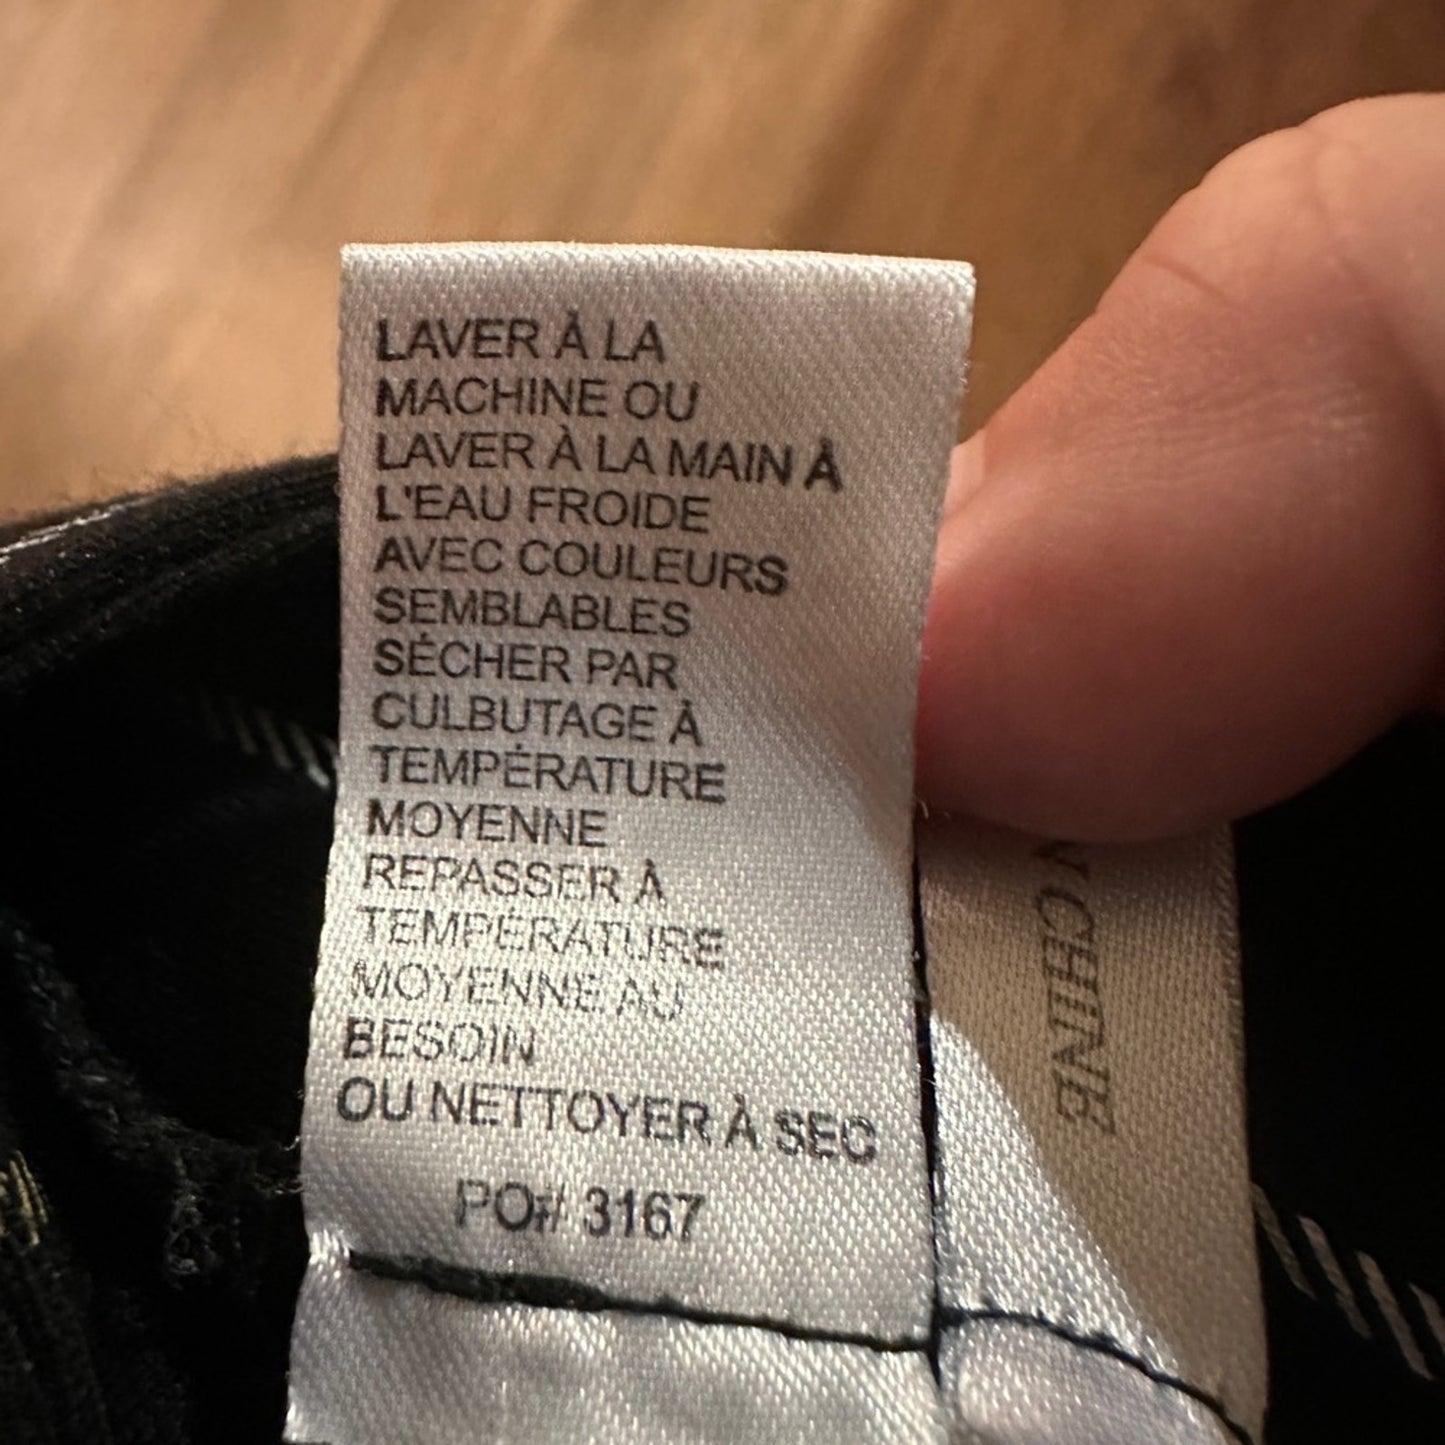 LAVER À LA
MACHINE OU
LAVER À LA MAIN À
L'EAU FROIDE
AVEC COULEURS
SEMBLABLES
SÉCHER PAR
CULBUTAGE À
TEMPÉRATURE
MOYENNE
REPASSER À
TEMPÉRATURE
MOYENNE AU
BESOIN
OU NETTOYER À SEC
PO# 3167
CHINE